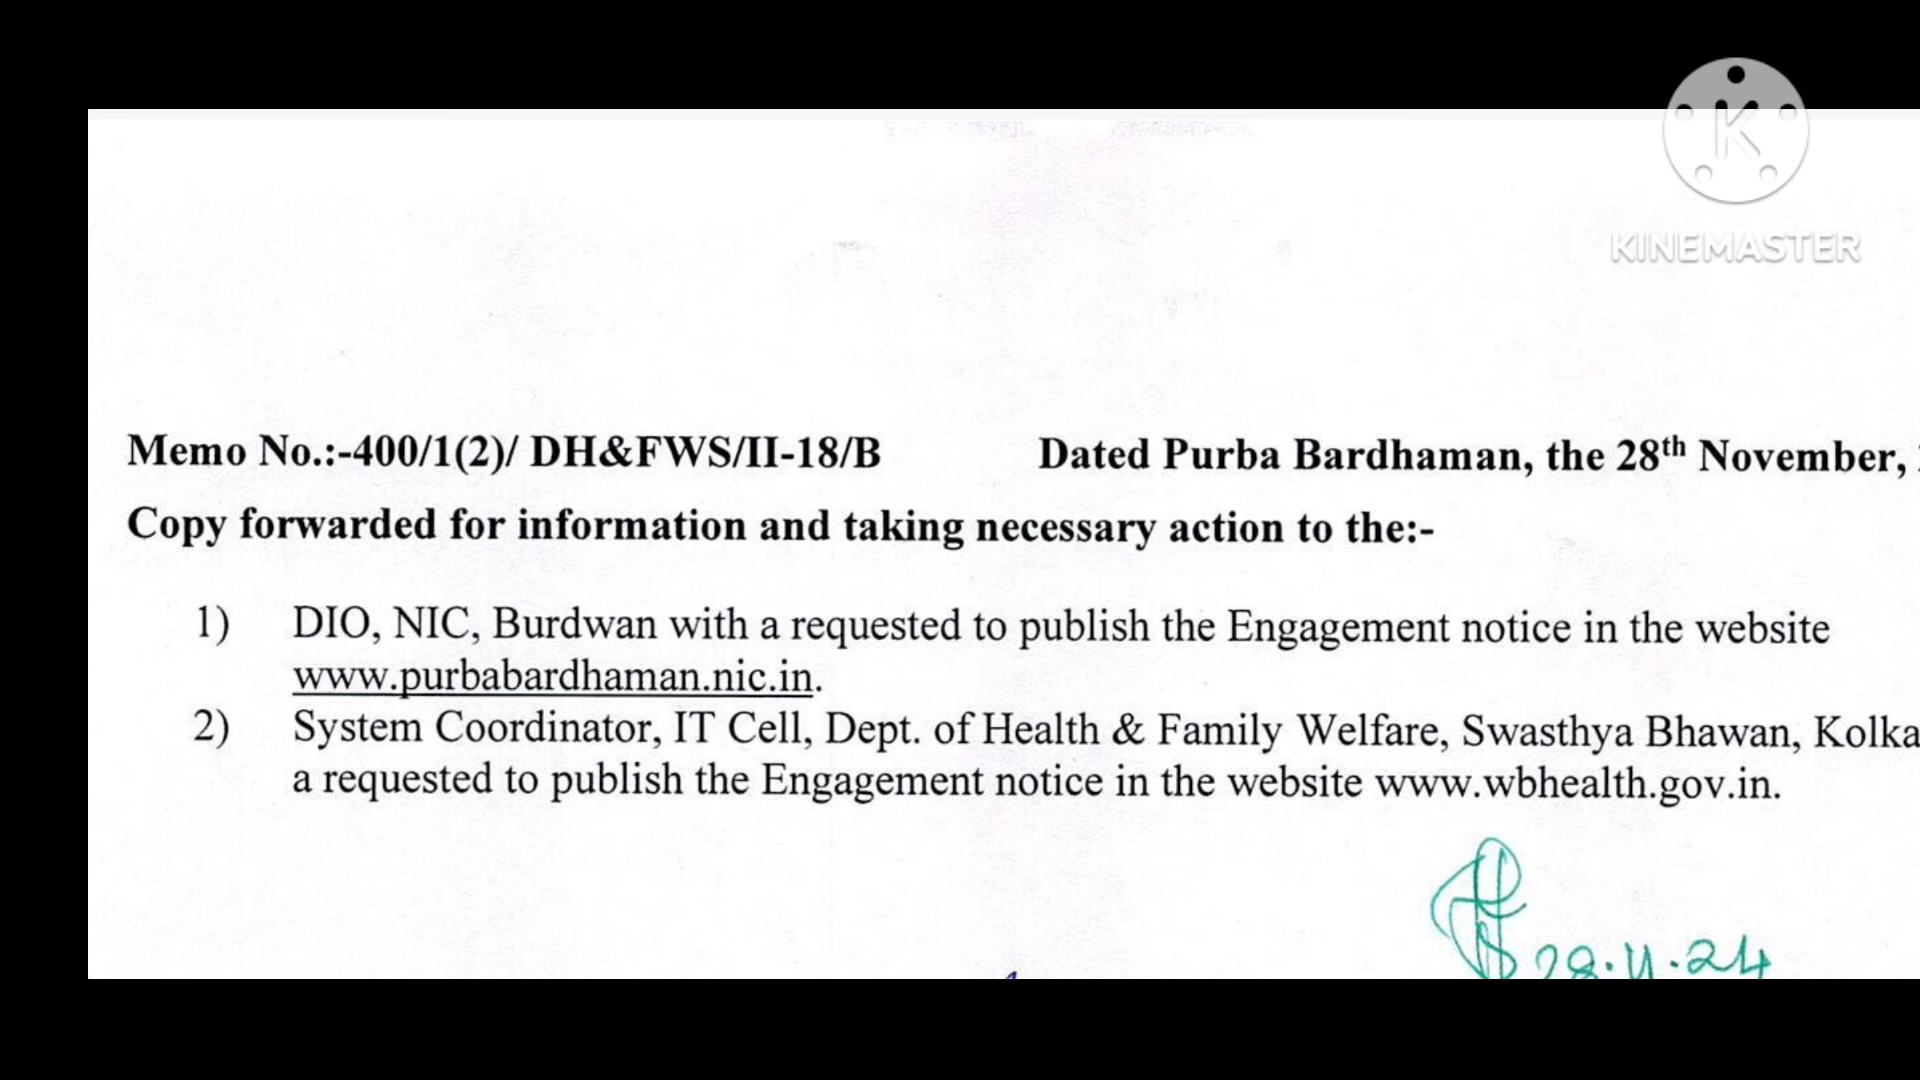 KINEMASTER
Memo No.:-400/1(2)/ DH&FWS/II-18/B Dated Purba Bardhaman, the 28th November,
Copy forwarded for information and taking necessary action to the:-
1) DIO, NIC, Burdwan with a requested to publish the Engagement notice in the website
www.purbabardhaman.nic.in.
2) System Coordinator, IT Cell, Dept. of Health & Family Welfare, Swasthya Bhawan, Kolka
a requested to publish the Engagement notice in the website www.wbhealth.gov.in.
28.11.24